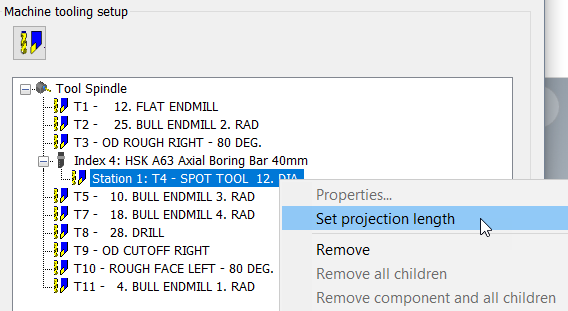 Machine tooling setup
Tool Spindle
T1 - 12. FLAT ENDMILL
T2 - 25. BULL ENDMILL 2. RAD
T3 - OD ROUGH RIGHT - 80 DEG.
Index 4: HSK A63 Axial Boring Bar 40mm
Station 1: T4 - SPOT TOOL 12. DIA
T5 - 10. BULL ENDMILL 3. RAD
T7 - 18. BULL ENDMILL 4. RAD
T8 - 28. DRILL
T9 - OD CUTOFF RIGHT
T10 - ROUGH FACE LEFT - 80 DEG.
T11 - 4. BULL ENDMILL 1. RAD
Properties...
Set projection length
Remove
Remove all children
Remove component and all children